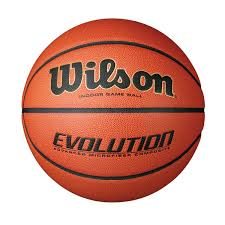 Wilson
INDOOR GAME BALL
EVOLUTION
ADVANCED MICROFIBER COMPOSITE